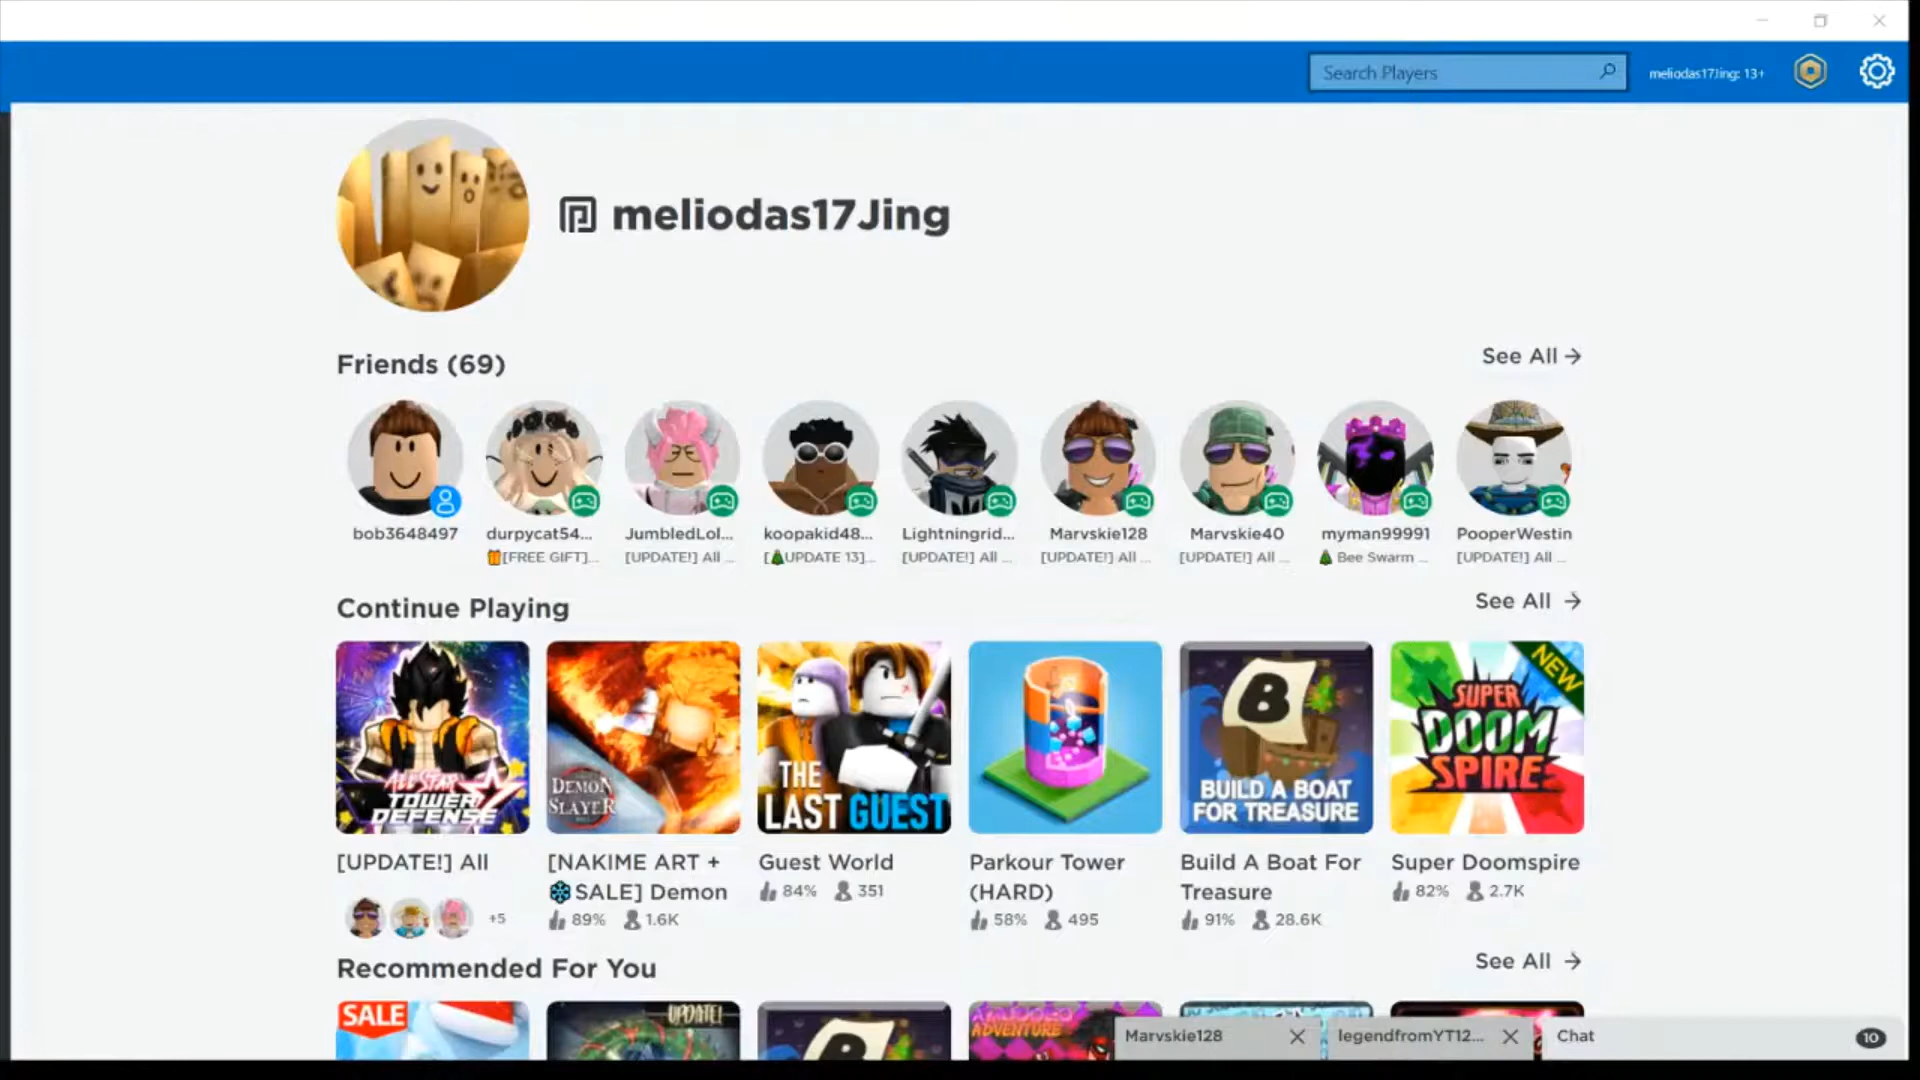 Search Players
meliodas17Jing: 13+
meliodas17Jing
Friends (69)
See All
bob3648497
durpycat54...
JumbledLol...
koopakid48...
Lightningrid...
Marvskie128
Marvskie40
myman99991
PooperWestin
[FREE GIFT]...
[UPDATE!] All ...
[🎄UPDATE 13]...
[UPDATE!] All ...
[UPDATE!] All ...
[UPDATE!] All ...
🎄 Bee Swarm ...
[UPDATE!] All ...
Continue Playing
See All
ALL STAR
TOWER
DEFENSE
DEMON
SLAYER
THE
LAST GUEST
B
BUILD A BOAT
FOR TREASURE
NEW
SUPER
DOOM
SPIRE
[UPDATE!] All
+5
[NAKIME ART +
❄SALE] Demon
89% 1.6K
Guest World
84% 351
Parkour Tower
(HARD)
58% 495
Build A Boat For
Treasure
91% 28.6K
Super Doomspire
82% 2.7K
Recommended For You
See All
SALE
UPDATE!
B
ADVENTURE
Marvskie128
legendfromYT12...
Chat
10